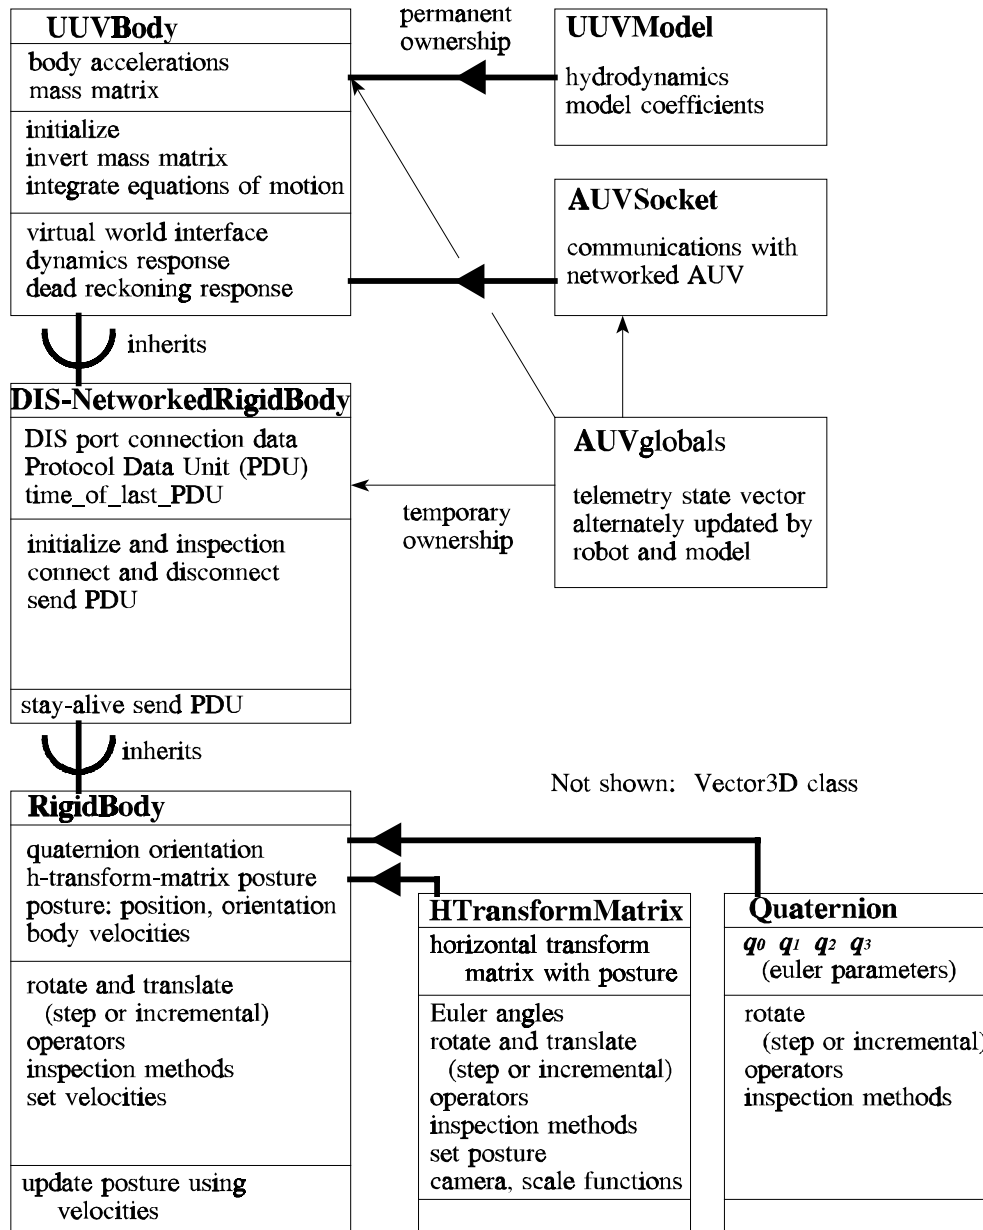 UUVBody
body accelerations
mass matrix
initialize
invert mass matrix
integrate equations of motion
virtual world interface
dynamics response
dead reckoning response
permanent
ownership
UUVModel
hydrodynamics
model coefficients
AUVSocket
communications with
networked AUV
inherits
DIS-NetworkedRigidBody
DIS port connection data
Protocol Data Unit (PDU)
time_of_last_PDU
initialize and inspection
connect and disconnect
send PDU
stay-alive send PDU
temporary
ownership
AUVglobals
telemetry state vector
alternately updated by
robot and model
inherits
Not shown: Vector3D class
RigidBody
quaternion orientation
h-transform-matrix posture
posture: position, orientation
body velocities
rotate and translate
(step or incremental)
operators
inspection methods
set velocities
update posture using
velocities
HTransformMatrix
horizontal transform
matrix with posture
Euler angles
rotate and translate
(step or incremental)
operators
inspection methods
set posture
camera, scale functions
Quaternion
q0 q1 q2 q3
(euler parameters)
rotate
(step or incremental)
operators
inspection methods